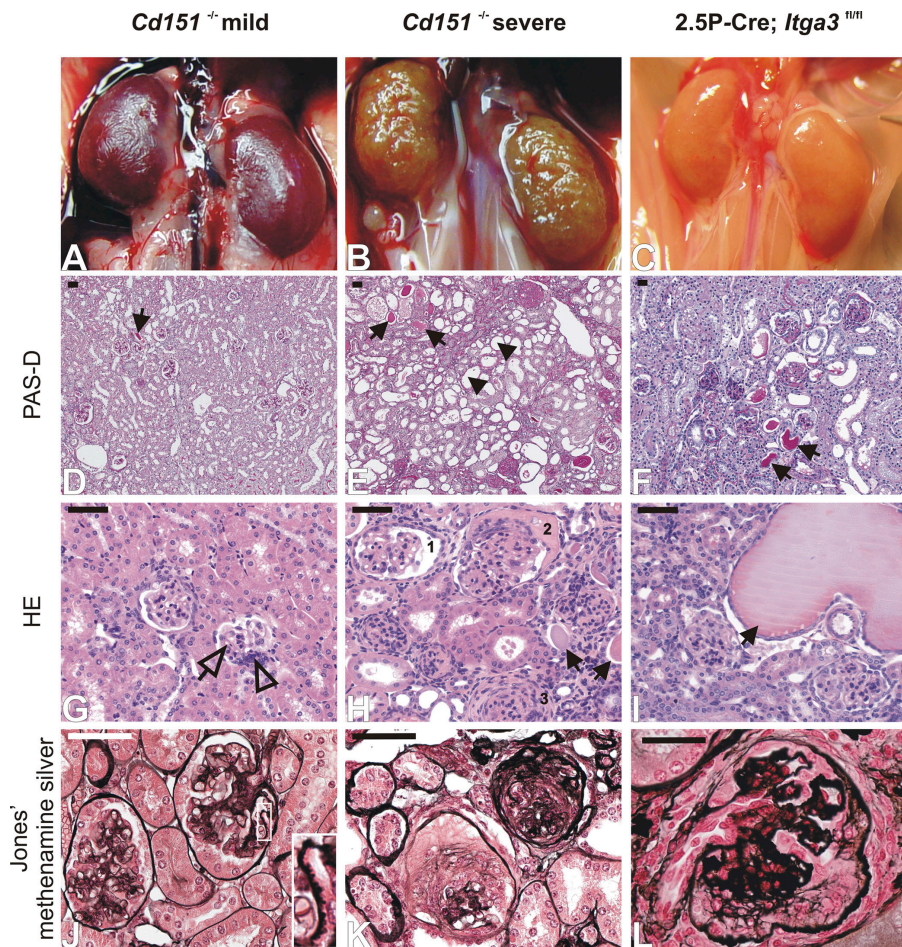 Cd151 -/- mild
Cd151 -/- severe
2.5P-Cre; Itga3 fl/fl
A
B
C
PAS-D
D
E
F
HE
G
1
2
3
H
I
Jones’
methenamine silver
J
K
L